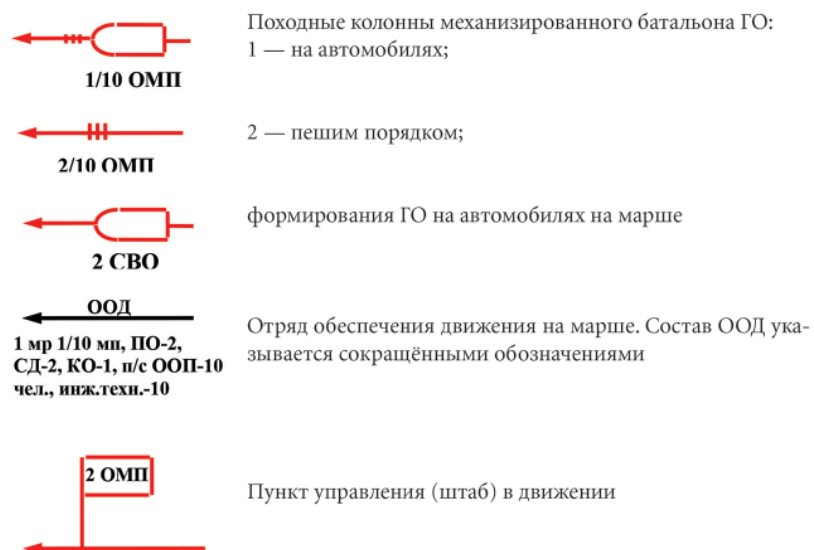 Походные колонны механизированного батальона ГО:
1 — на автомобилях;
1/10 ОМП
2 — пешим порядком;
2/10 ОМП
формирования ГО на автомобилях на марше
2 СВО
ООД
1 мр 1/10 мп, ПО-2,
СД-2, КО-1, п/с ООП-10
чел., инж.техн.-10
Отряд обеспечения движения на марше. Состав ООД ука-
зывается сокращёнными обозначениями
2 ОМП
Пункт управления (штаб) в движении